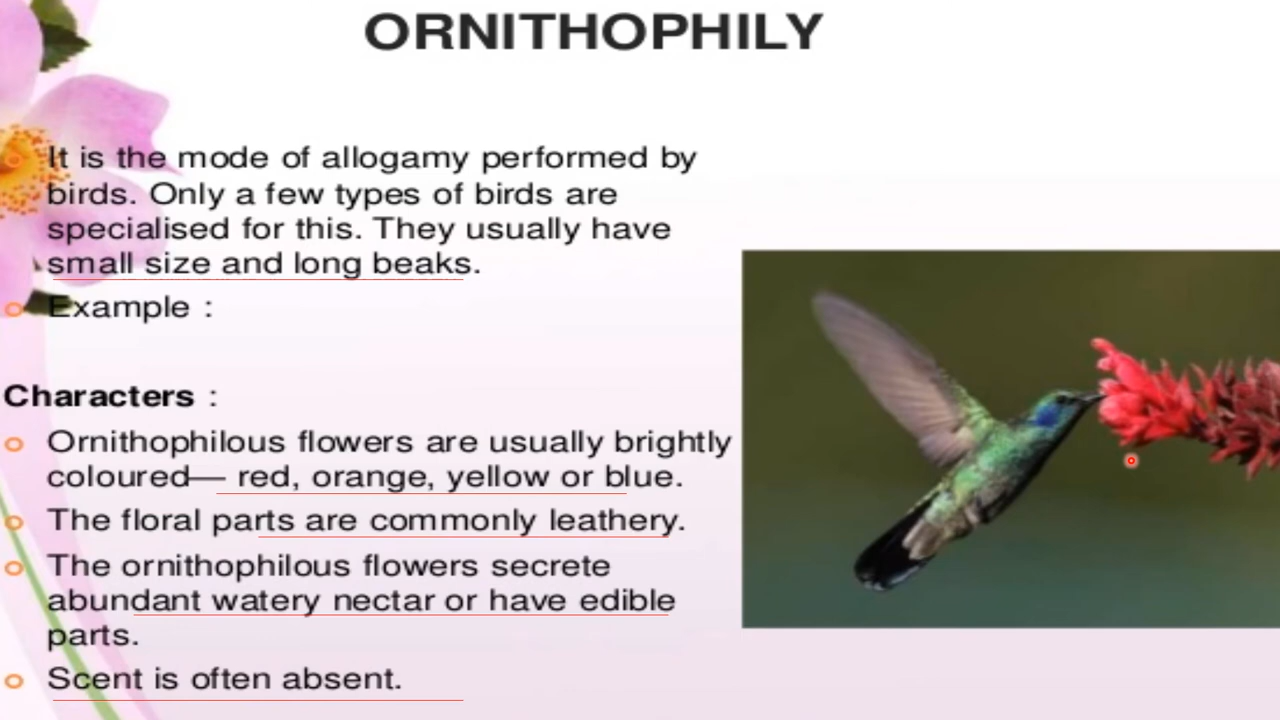 ORNITHOPHILY
It is the mode of allogamy performed by
birds. Only a few types of birds are
specialised for this. They usually have
small size and long beaks.
Example :
Characters :
Ornithophilous flowers are usually brightly
coloured— red, orange, yellow or blue.
The floral parts are commonly leathery.
The ornithophilous flowers secrete
abundant watery nectar or have edible
parts.
Scent is often absent.